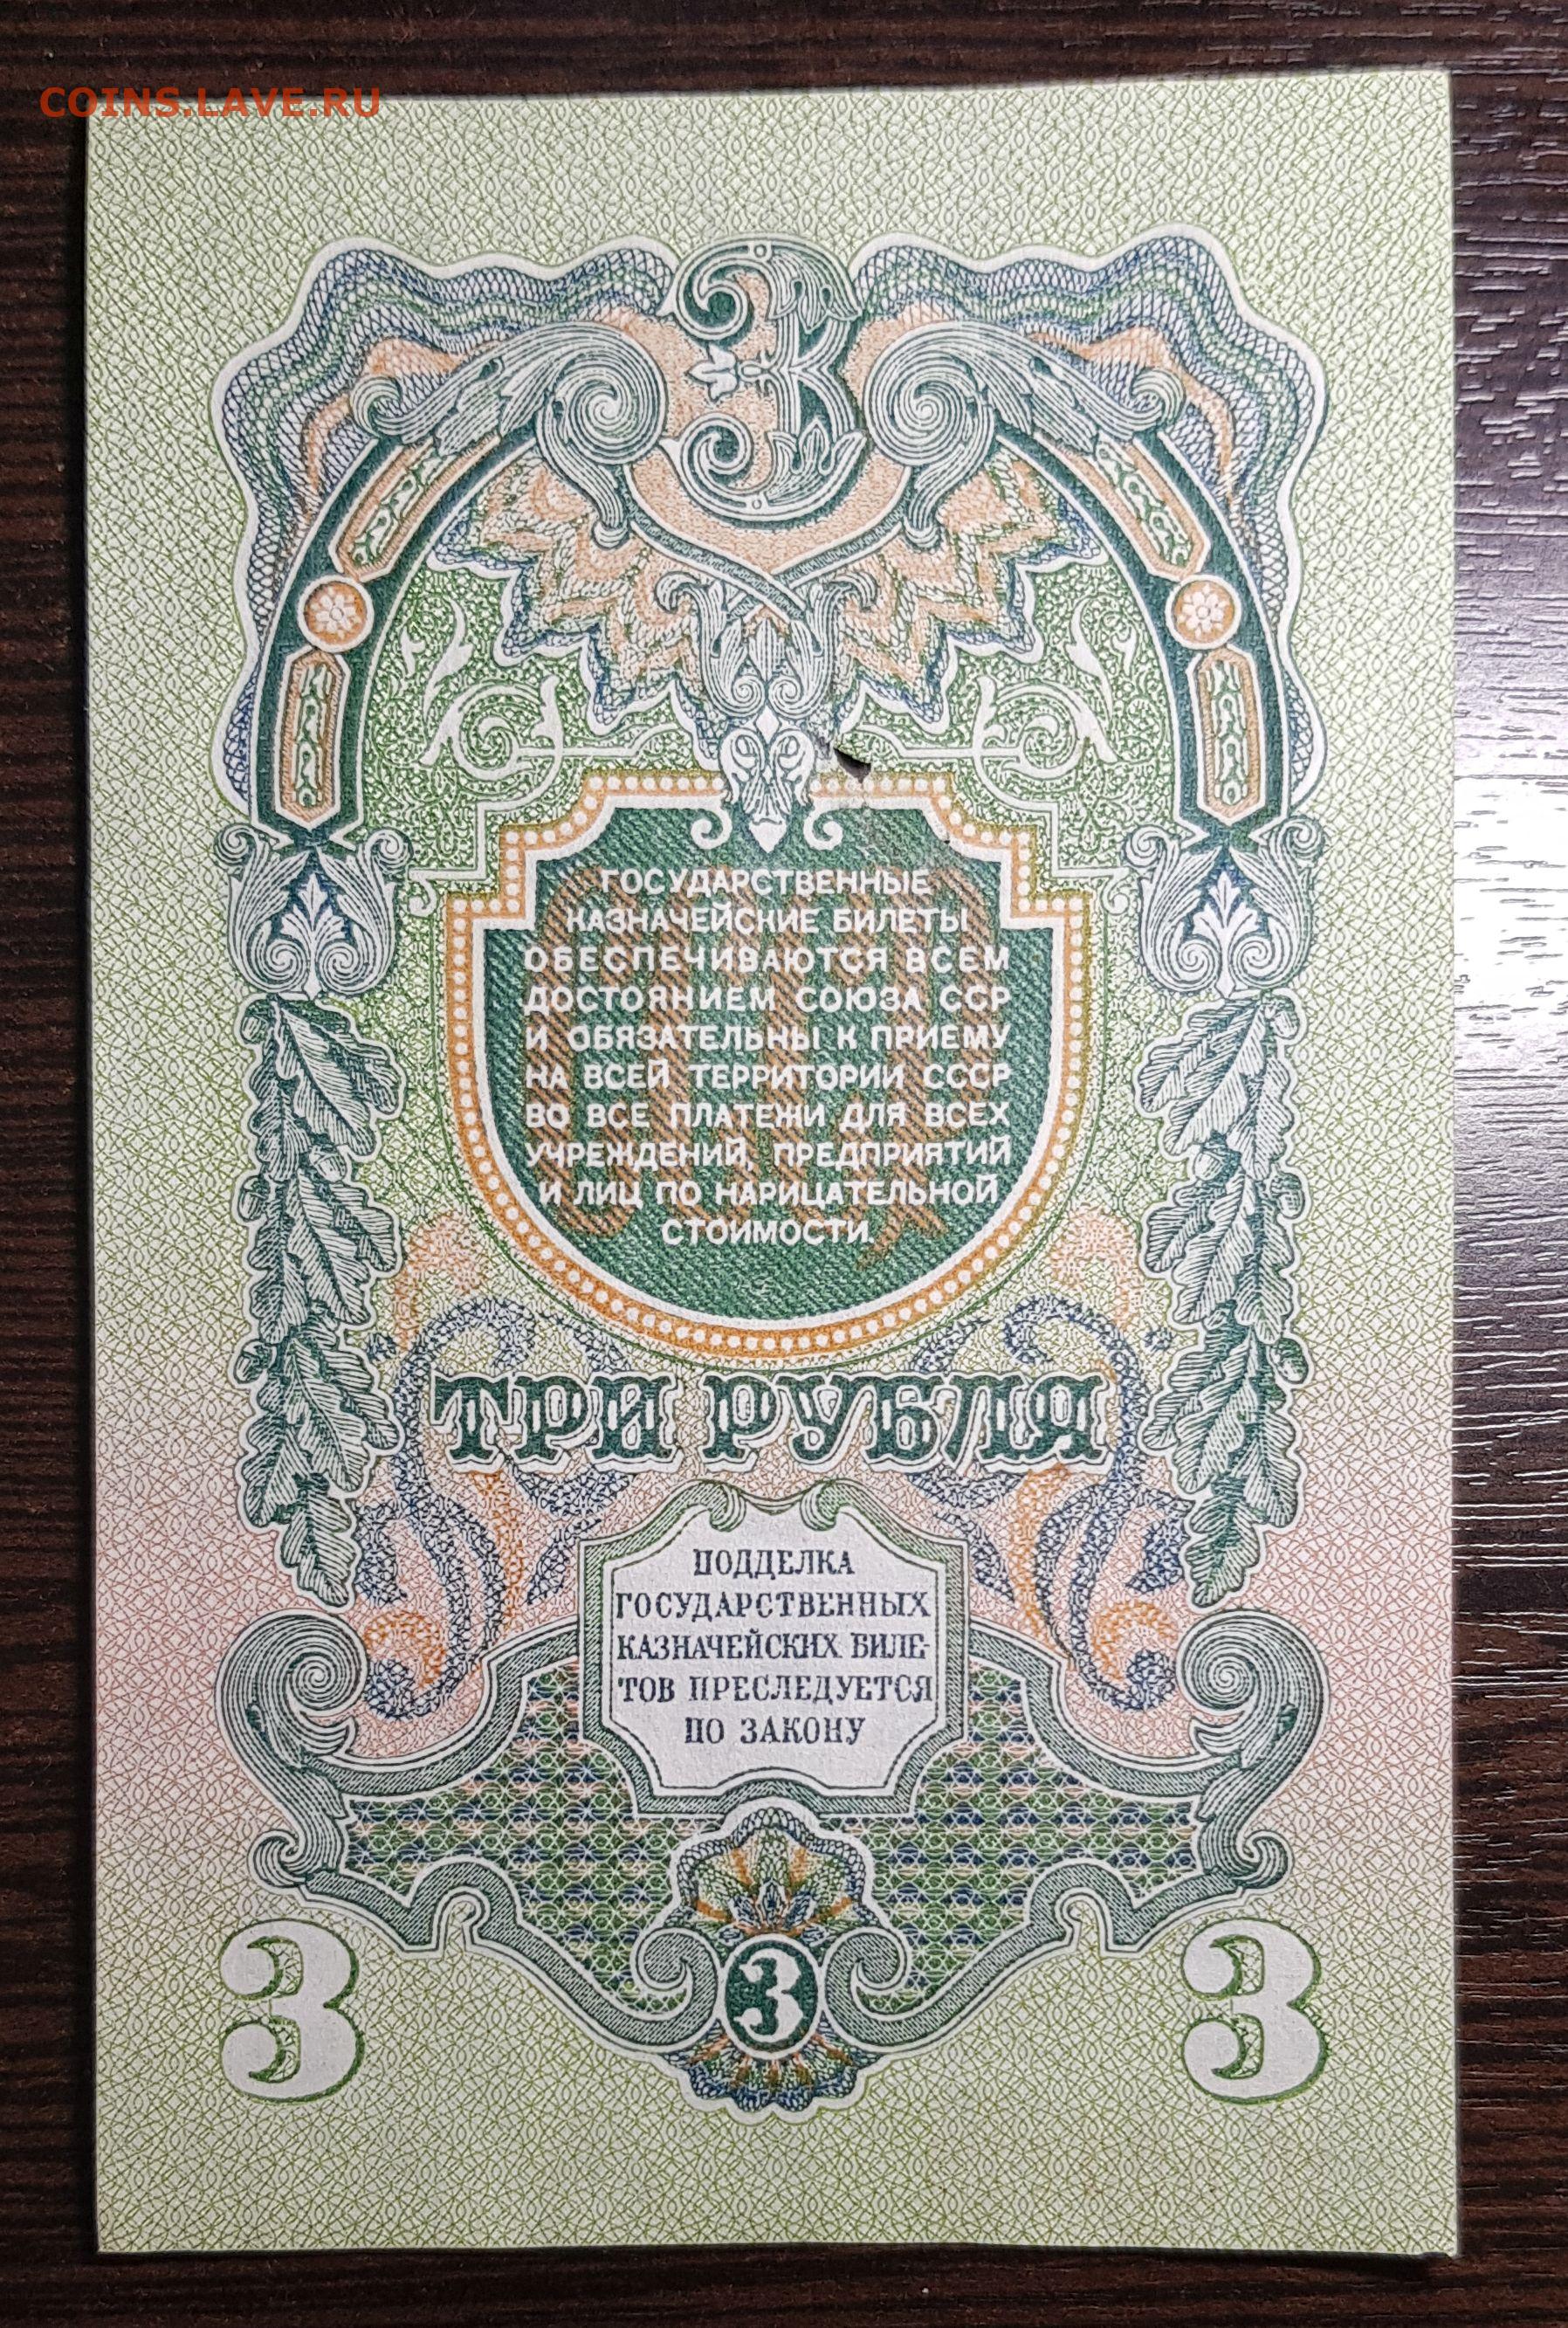 COINS.LAVE.RU
3
ГОСУДАРСТВЕННЫЕ
КАЗНАЧЕЙСКИЕ БИЛЕТЫ
ОБЕСПЕЧИВАЮТСЯ ВСЕМ
ДОСТОЯНИЕМ СОЮЗА ССР
И ОБЯЗАТЕЛЬНЫ К ПРИЕМУ
НА ВСЕЙ ТЕРРИТОРИИ СССР
ВО ВСЕ ПЛАТЕЖИ ДЛЯ ВСЕХ
УЧРЕЖДЕНИЙ, ПРЕДПРИЯТИЙ
И ЛИЦ ПО НАРИЦАТЕЛЬНОЙ
СТОИМОСТИ.
ТРИ РУБЛЯ
ПОДДЕЛКА
ГОСУДАРСТВЕННЫХ
КАЗНАЧЕЙСКИХ БИЛЕ-
ТОВ ПРЕСЛЕДУЕТСЯ
ПО ЗАКОНУ
3 3 3